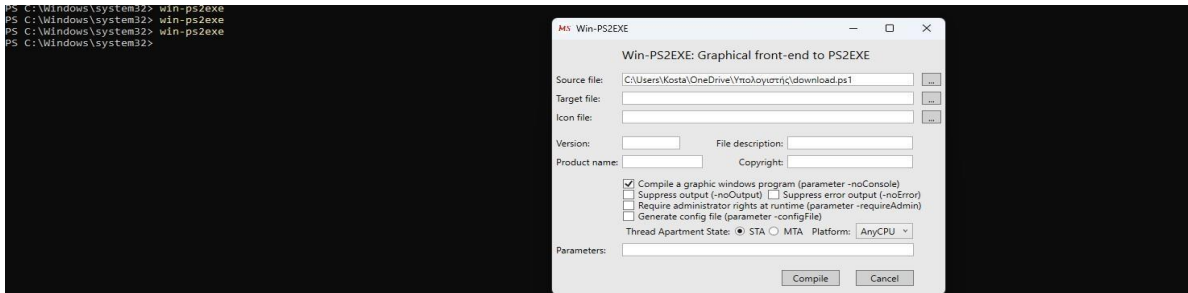 PS C:\Windows\system32> win-ps2exe
PS C:\Windows\system32> win-ps2exe
PS C:\Windows\system32> win-ps2exe
PS C:\Windows\system32>
MS Win-PS2EXE
Win-PS2EXE: Graphical front-end to PS2EXE
Source file: C:\Users\Kosta\OneDrive\Υπολογιστής\download.ps1 ...
Target file: ...
Icon file: ...
Version: File description:
Product name: Copyright:
Compile a graphic windows program (parameter -noConsole)
Suppress output (-noOutput) Suppress error output (-noError)
Require administrator rights at runtime (parameter -requireAdmin)
Generate config file (parameter -configFile)
Thread Apartment State: STA MTA Platform: AnyCPU
Parameters:
Compile Cancel